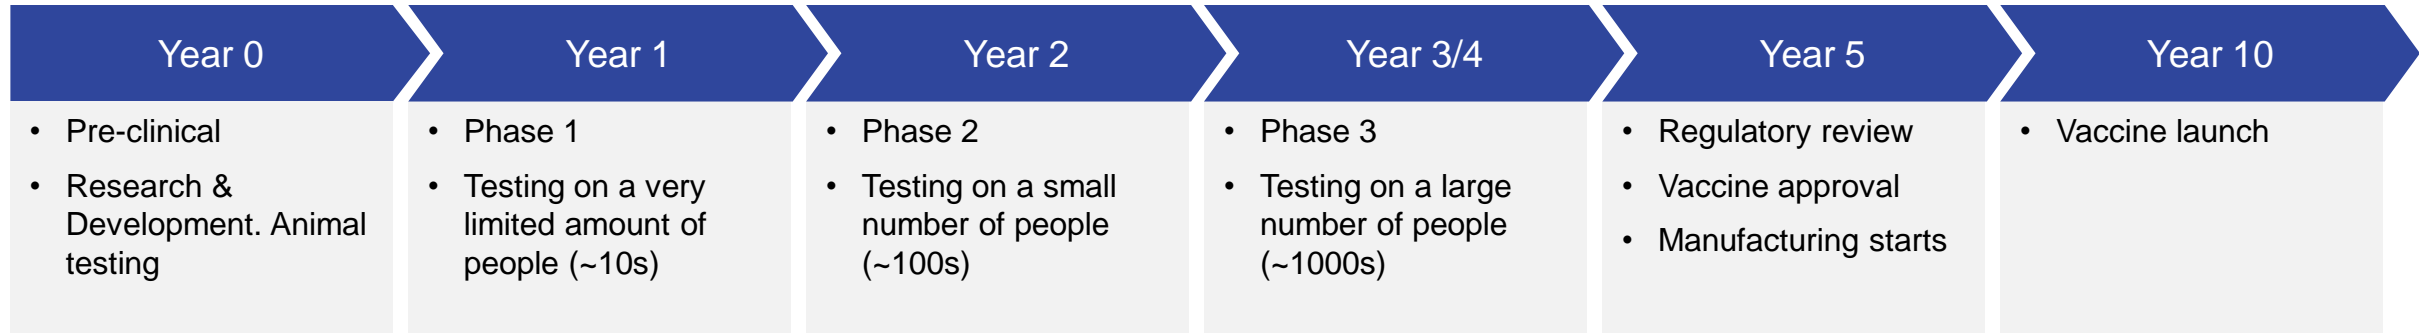 Year 0
Year 1
Year 2
Year 3/4
Year 5
Year 10
• Pre-clinical
• Research &
Development. Animal
testing
• Phase 1
• Testing on a very
limited amount of
people (~10s)
• Phase 2
• Testing on a small
number of people
(~100s)
• Phase 3
• Testing on a large
number of people
(~1000s)
• Regulatory review
• Vaccine approval
• Manufacturing starts
• Vaccine launch